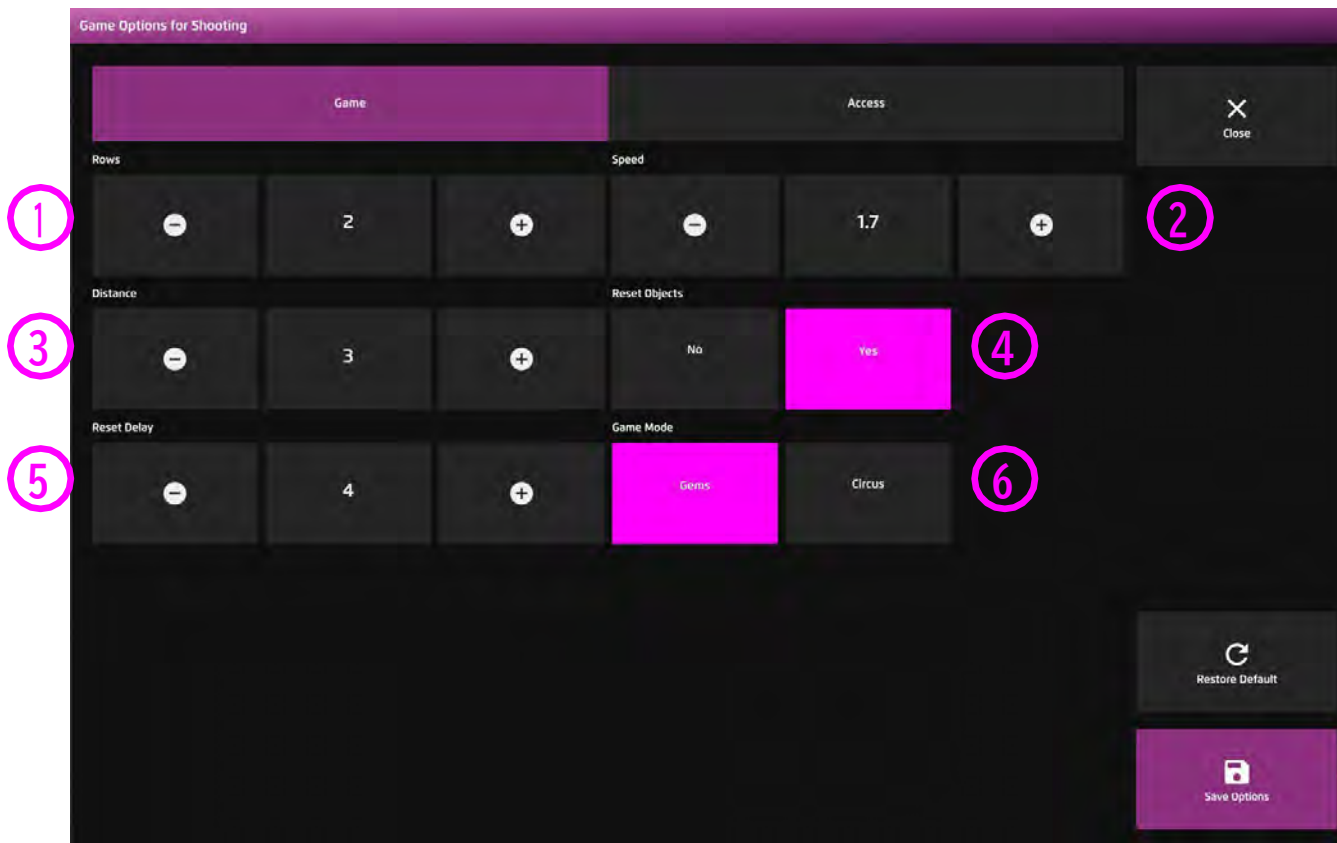 Game Options for Shooting
Game
Access
Close
Rows
Speed
1
2
1.7
2
Distance
Reset Objects
3
3
No
Yes
4
Reset Delay
Game Mode
5
4
Gems
Circus
6
Restore Default
Save Options